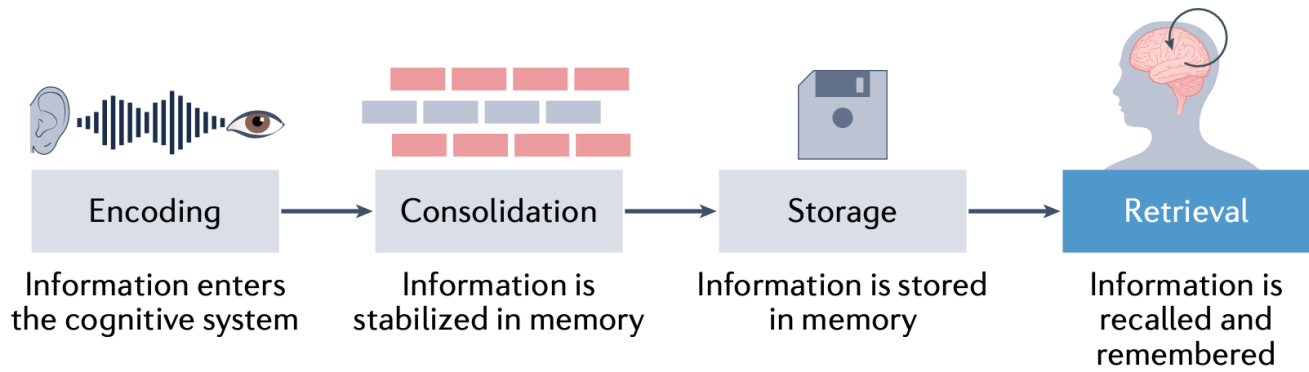 Encoding
Consolidation
Storage
Retrieval
Information enters
the cognitive system
Information is
stabilized in memory
Information is stored
in memory
Information is
recalled and
remembered